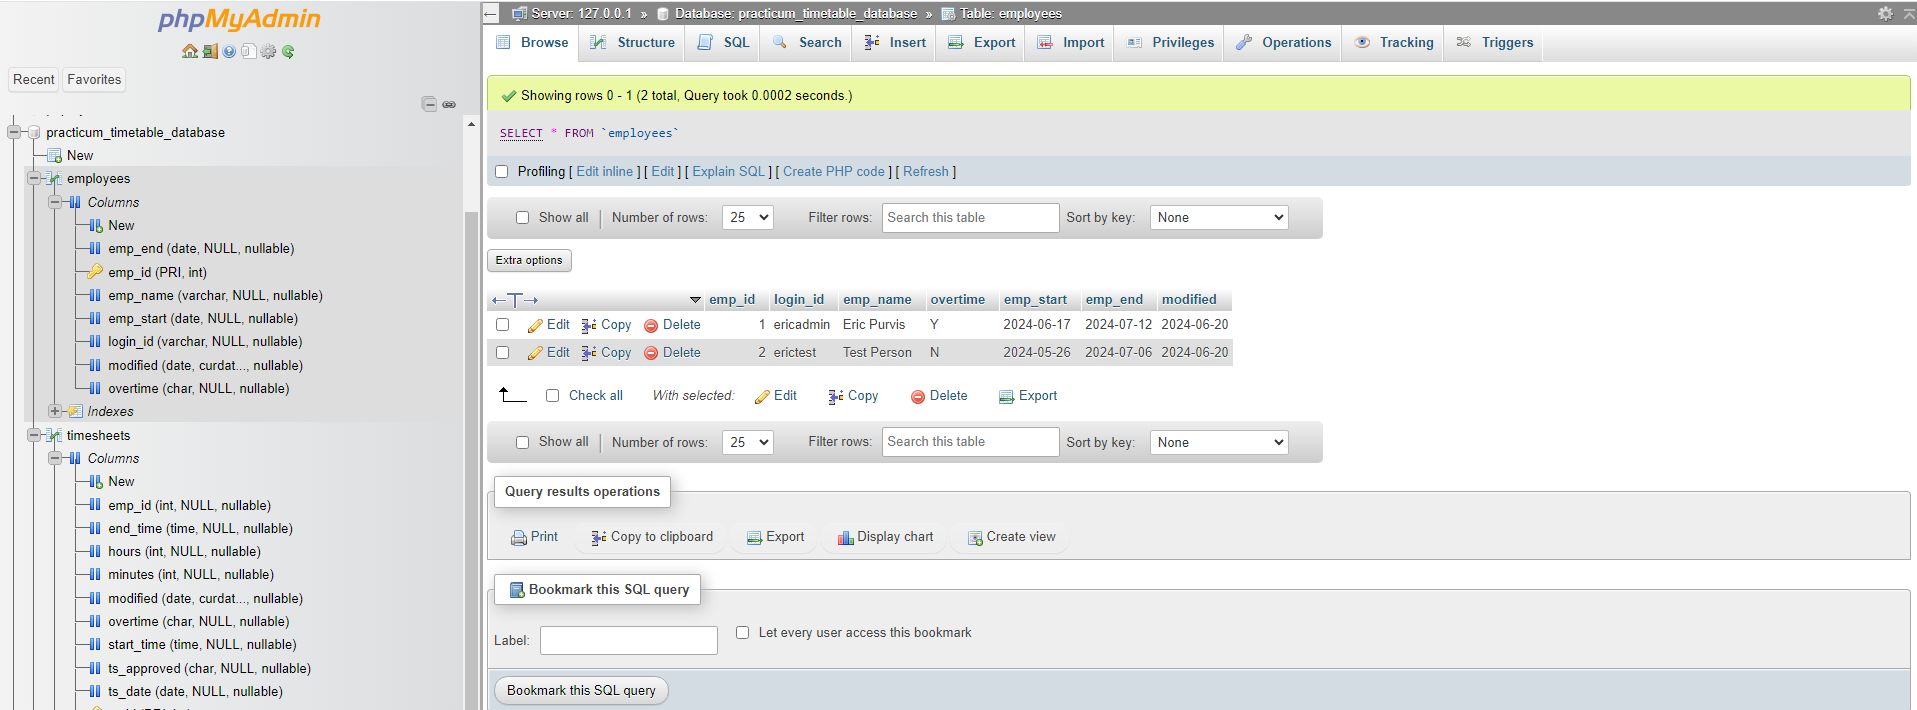 phpMyAdmin
Recent Favorites
practicum_timetable_database
New
employees
Columns
New
emp_end (date, NULL, nullable)
emp_id (PRI, int)
emp_name (varchar, NULL, nullable)
emp_start (date, NULL, nullable)
login_id (varchar, NULL, nullable)
modified (date, curdat..., nullable)
overtime (char, NULL, nullable)
Indexes
timesheets
Columns
New
emp_id (int, NULL, nullable)
end_time (time, NULL, nullable)
hours (int, NULL, nullable)
minutes (int, NULL, nullable)
modified (date, curdat..., nullable)
overtime (char, NULL, nullable)
start_time (time, NULL, nullable)
ts_approved (char, NULL, nullable)
ts_date (date, NULL, nullable)
Server: 127.0.0.1 » Database: practicum_timetable_database » Table: employees
Browse Structure SQL Search Insert Export Import Privileges Operations Tracking Triggers
Showing rows 0 - 1 (2 total, Query took 0.0002 seconds.)
SELECT * FROM `employees`
Profiling [ Edit inline ] [ Edit ] [ Explain SQL ] [ Create PHP code ] [ Refresh ]
Show all Number of rows: 25 Filter rows: Search this table Sort by key: None
Extra options
←T→ emp_id login_id emp_name overtime emp_start emp_end modified
Edit Copy Delete 1 ericadmin Eric Purvis Y 2024-06-17 2024-07-12 2024-06-20
Edit Copy Delete 2 erictest Test Person N 2024-05-26 2024-07-06 2024-06-20
Check all With selected: Edit Copy Delete Export
Show all Number of rows: 25 Filter rows: Search this table Sort by key: None
Query results operations
Print Copy to clipboard Export Display chart Create view
Bookmark this SQL query
Label: Let every user access this bookmark
Bookmark this SQL query